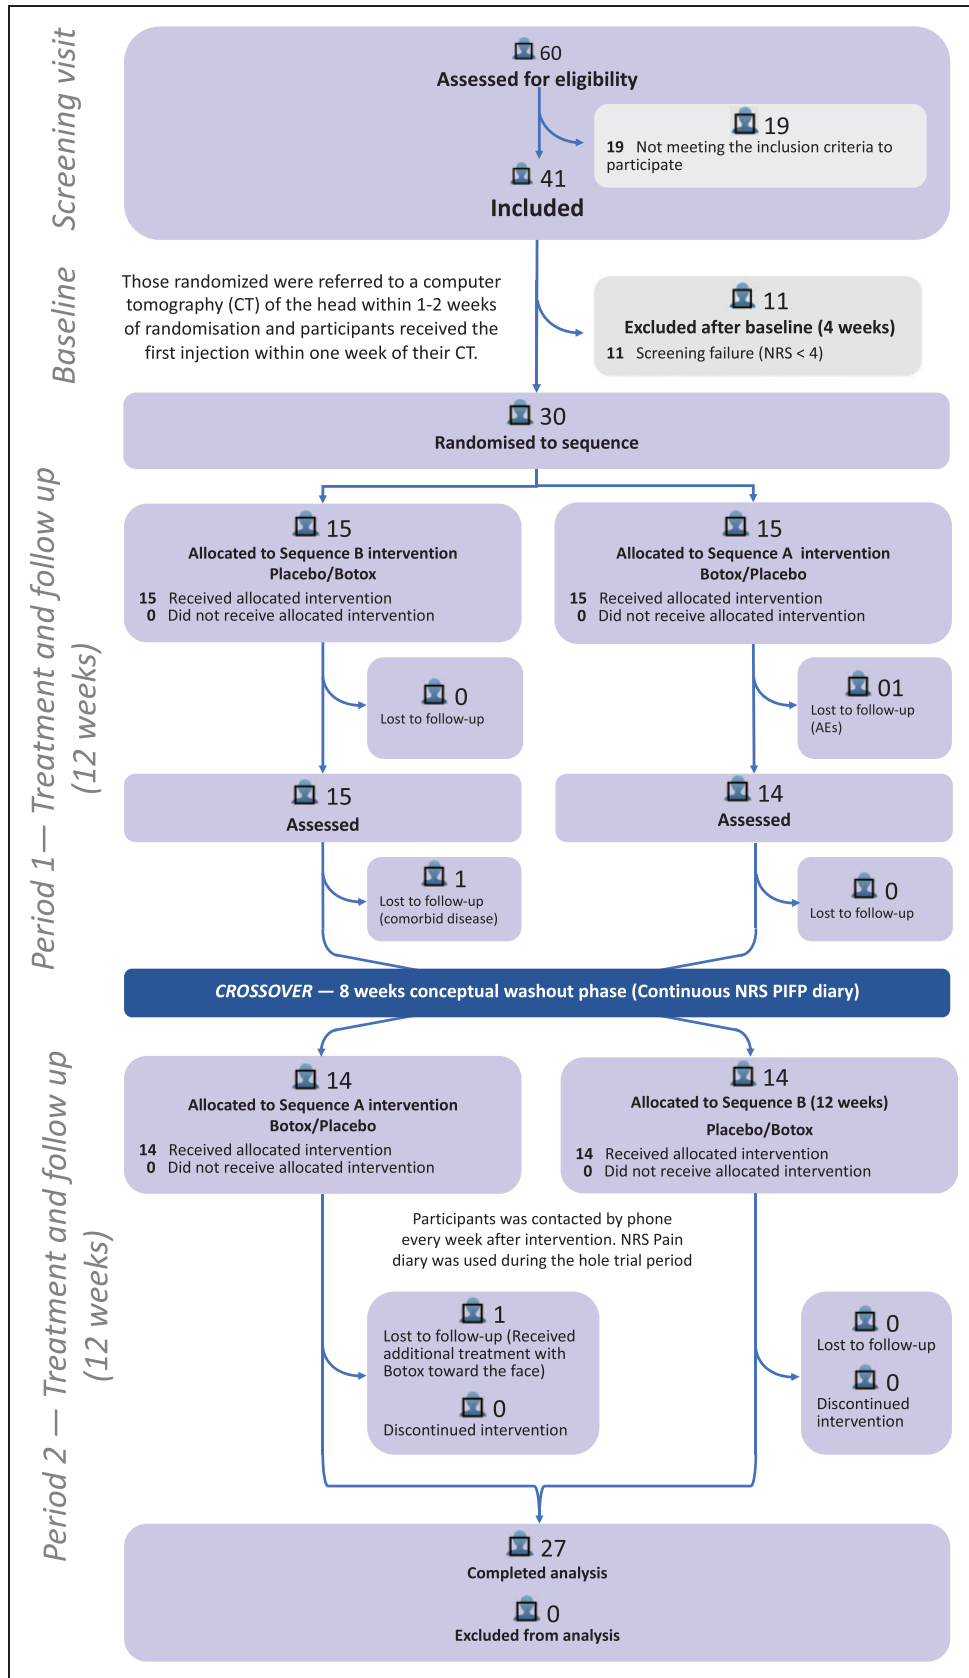 Screening visit
60
Assessed for eligibility
19
19 Not meeting the inclusion criteria to
participate
41
Included
Baseline
Those randomized were referred to a computer
tomography (CT) of the head within 1-2 weeks
of randomisation and participants received the
first injection within one week of their CT.
11
Excluded after baseline (4 weeks)
11 Screening failure (NRS < 4)
30
Randomised to sequence
Period 1— Treatment and follow up
(12 weeks)
15
Allocated to Sequence B intervention
Placebo/Botox
15 Received allocated intervention
0 Did not receive allocated intervention
15
Allocated to Sequence A intervention
Botox/Placebo
15 Received allocated intervention
0 Did not receive allocated intervention
0
Lost to follow-up
01
Lost to follow-up
(AEs)
15
Assessed
14
Assessed
1
Lost to follow-up
(comorbid disease)
0
Lost to follow-up
CROSSOVER — 8 weeks conceptual washout phase (Continuous NRS PIFP diary)
Period 2 — Treatment and follow up
(12 weeks)
14
Allocated to Sequence A intervention
Botox/Placebo
14 Received allocated intervention
0 Did not receive allocated intervention
14
Allocated to Sequence B (12 weeks)
Placebo/Botox
14 Received allocated intervention
0 Did not receive allocated intervention
Participants was contacted by phone
every week after intervention. NRS Pain
diary was used during the hole trial period
1
Lost to follow-up (Received
additional treatment with
Botox toward the face)
0
Discontinued intervention
0
Lost to follow-up
0
Discontinued
intervention
27
Completed analysis
0
Excluded from analysis